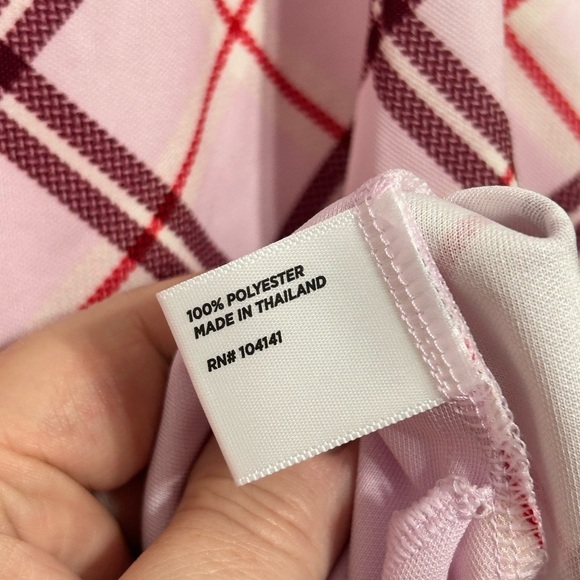 100% POLYESTER
MADE IN THAILAND
RN# 104141